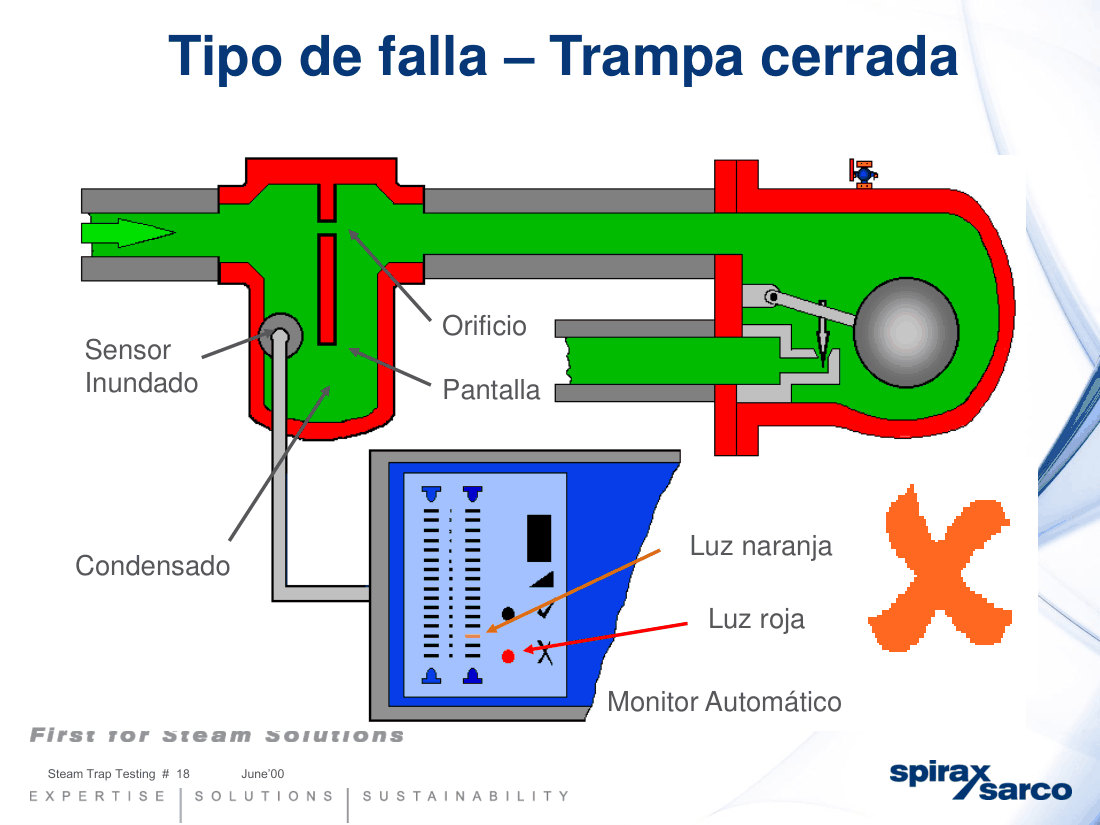 Tipo de falla – Trampa cerrada
Orificio
Sensor
Inundado
Pantalla
Condensado
Luz naranja
Luz roja
Monitor Automático
First for Steam Solutions
Steam Trap Testing # 18 June'00
EXPERTISE SOLUTIONS SUSTAINABILITY
spirax
sarco